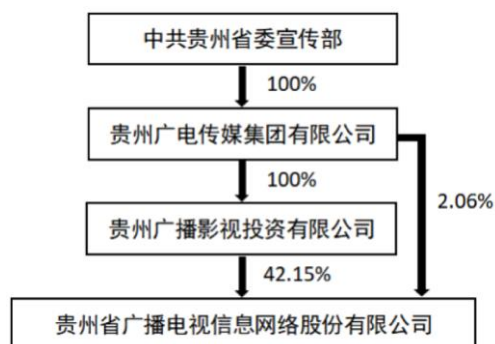 中共贵州省委宣传部
100%
贵州广电传媒集团有限公司
100%
2.06%
贵州广播影视投资有限公司
42.15%
贵州省广播电视信息网络股份有限公司